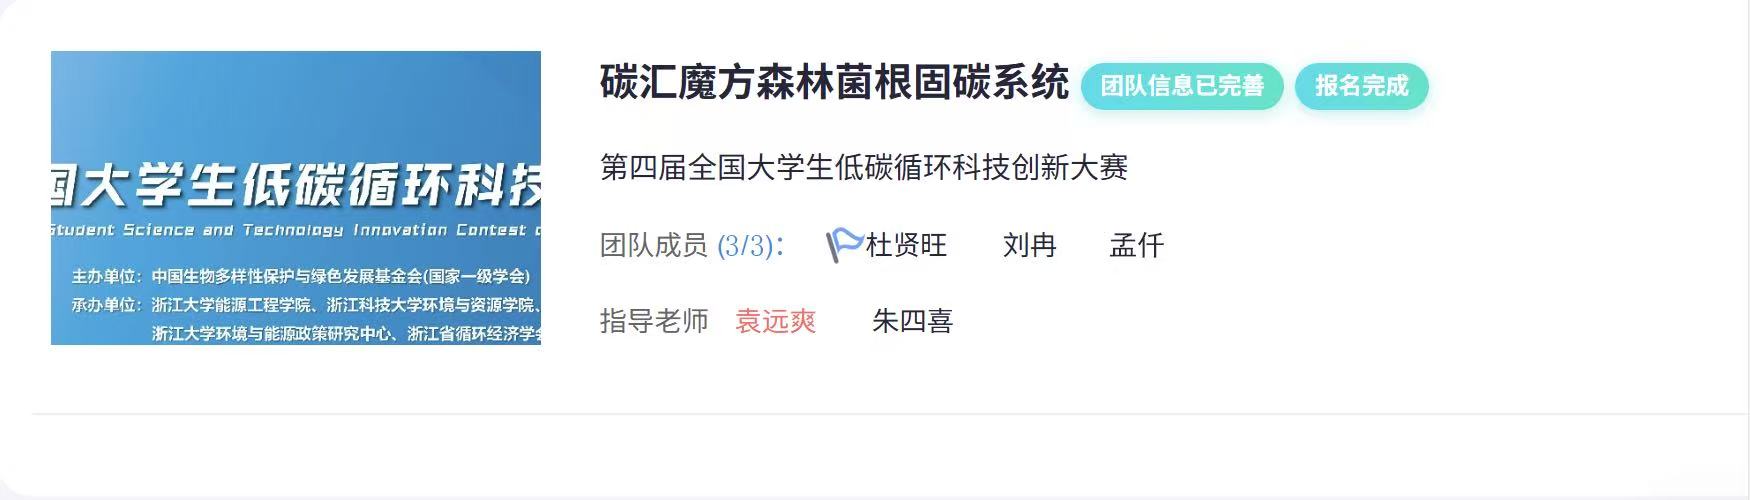 国大学生低碳循环科技
Student Science and Technology Innovation Contest
主办单位：中国生物多样性保护与绿色发展基金会(国家一级学会)
承办单位：浙江大学能源工程学院、浙江科技大学环境与资源学院、
浙江大学环境与能源政策研究中心、浙江省循环经济学会
碳汇魔方森林菌根固碳系统 团队信息已完善 报名完成
第四届全国大学生低碳循环科技创新大赛
团队成员 (3/3)： 杜贤旺 刘冉 孟仟
指导老师 袁远爽 朱四喜